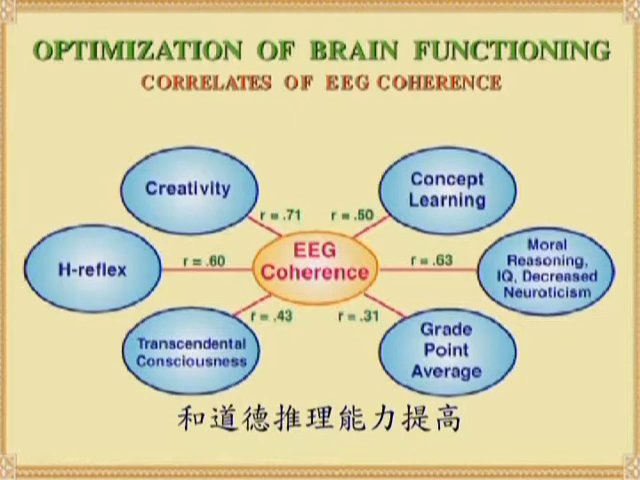 OPTIMIZATION OF BRAIN FUNCTIONING
CORRELATES OF EEG COHERENCE
Creativity
r = .71
r = .50
Concept
Learning
H-reflex
r = .60
EEG
Coherence
r = .63
Moral
Reasoning,
IQ, Decreased
Neuroticism
Transcendental
Consciousness
r = .43
r = .31
Grade
Point
Average
和道德推理能力提高